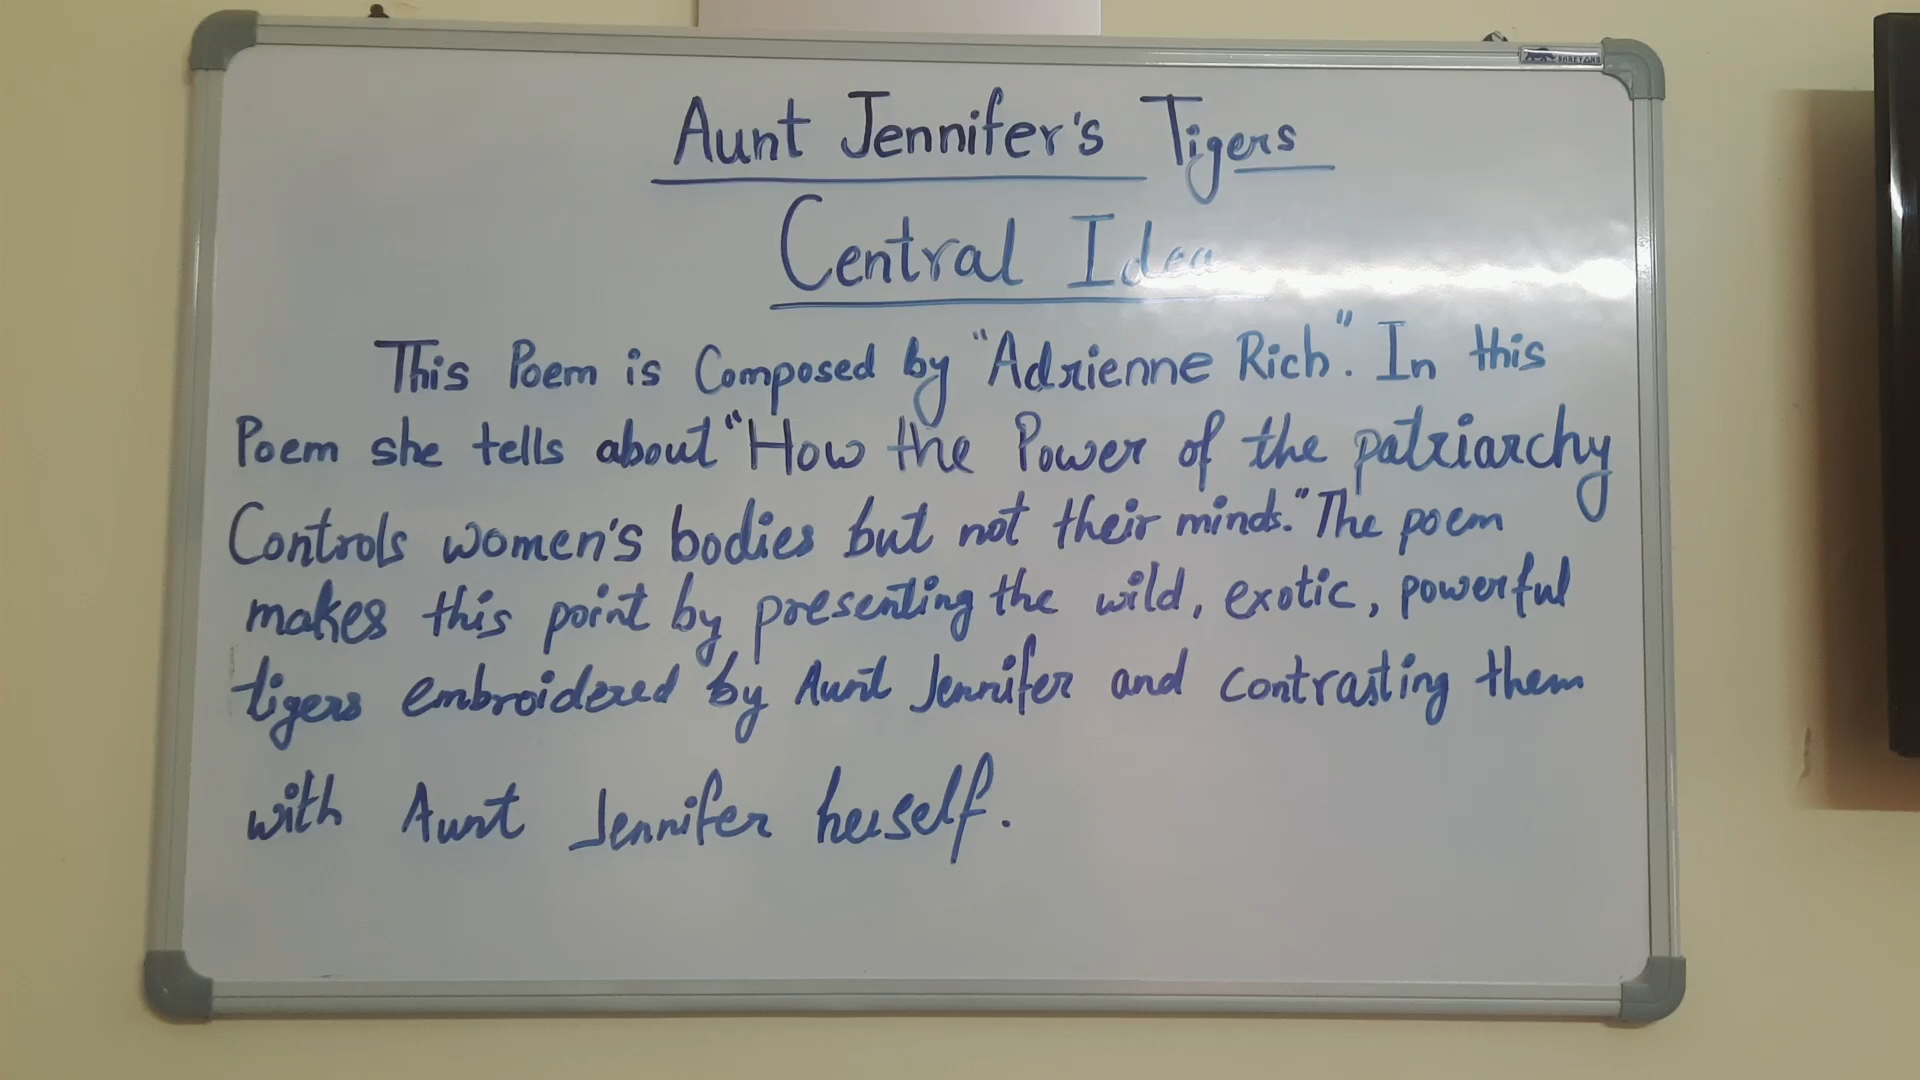 SHREYANS
Aunt Jennifer's Tigers
Central Idea
This Poem is Composed by "Adrienne Rich". In this
Poem she tells about "How the Power of the patriarchy
Controls women's bodies but not their minds." The poem
makes this point by presenting the wild, exotic, powerful
tigers embroidered by Aunt Jennifer and contrasting them
with Aunt Jennifer herself.